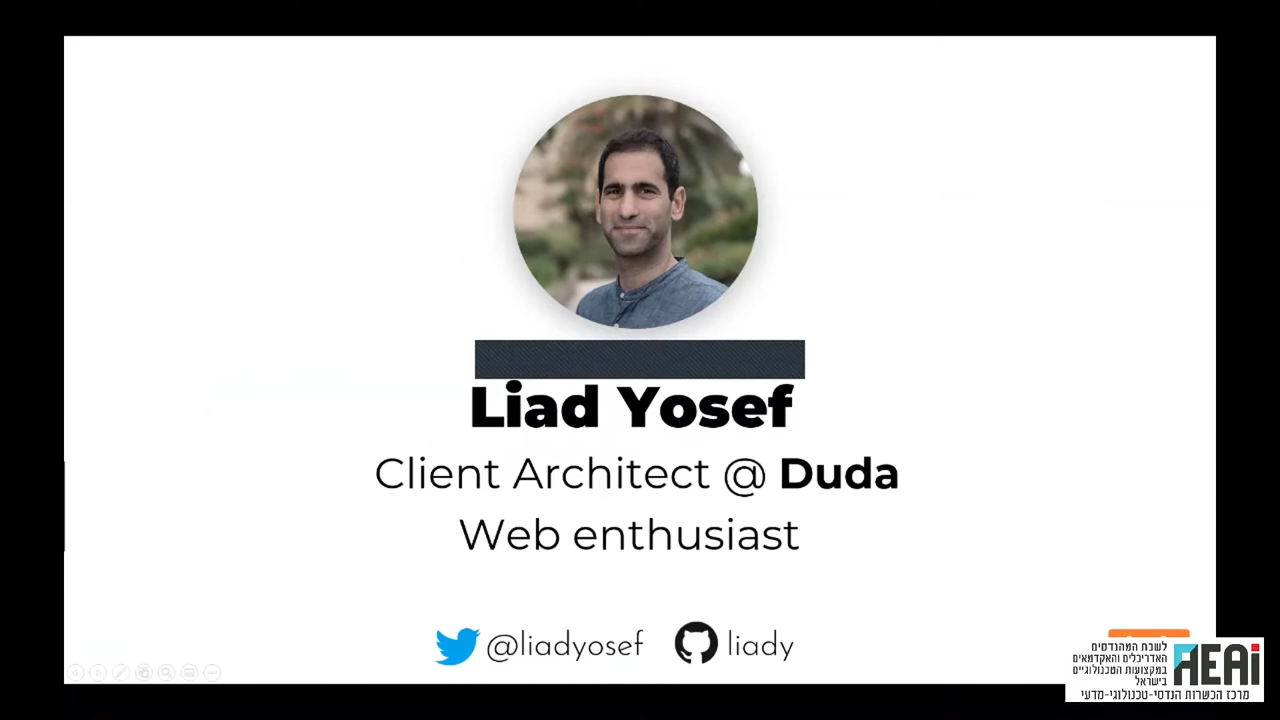 Liad Yosef
Client Architect @ Duda
Web enthusiast
@liadyosef
liady
לשכת המהנדסים
האדריכלים והאקדמאים
במקצועות הטכנולוגיים
בישראל
AEAi
מרכז הכשרות הנדסי-טכנולוגי-מדעי